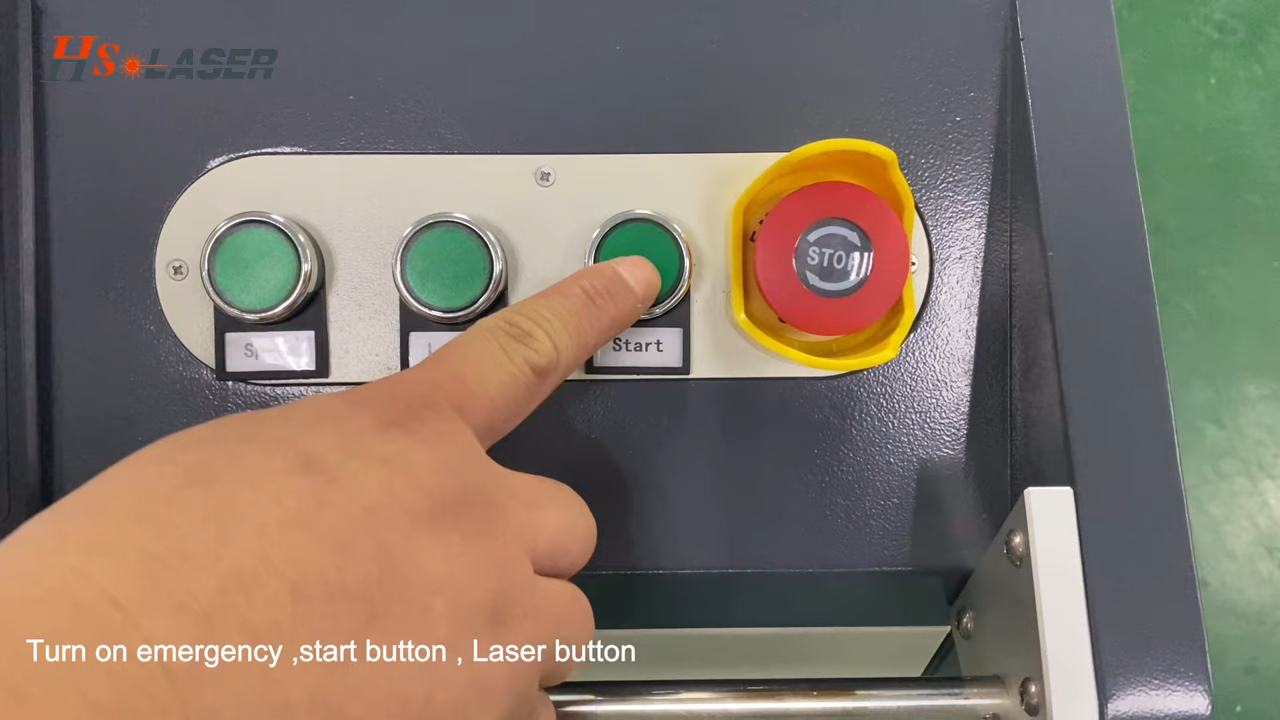 HS LASER
STOP
Start
Turn on emergency ,start button , Laser button